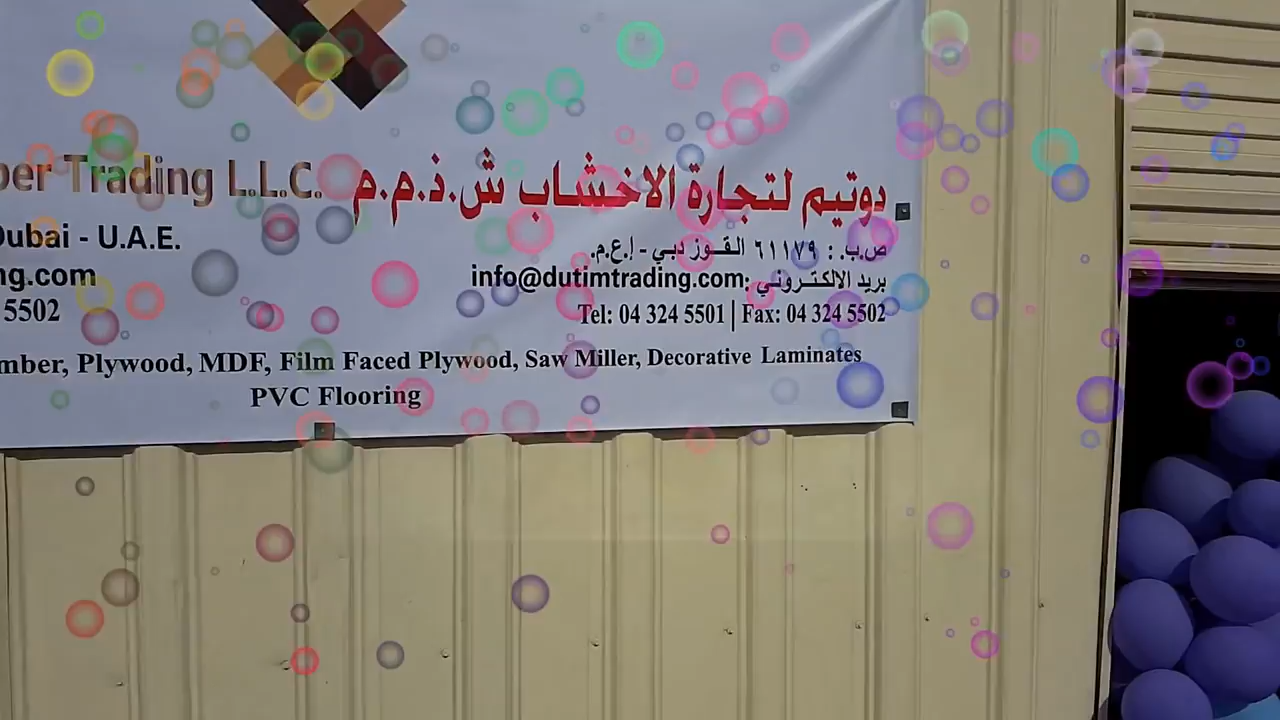 per Trading L.L.C.
دوتيم لتجارة الاخشاب ش.ذ.م.م
Dubai - U.A.E.
ص.ب.: ٦١١٧٩ القوز دبي - إ.ع.م.
ng.com
بريد الالكتروني: info@dutimtrading.com
5502
Tel: 04 324 5501 | Fax: 04 324 5502
mber, Plywood, MDF, Film Faced Plywood, Saw Miller, Decorative Laminates
PVC Flooring